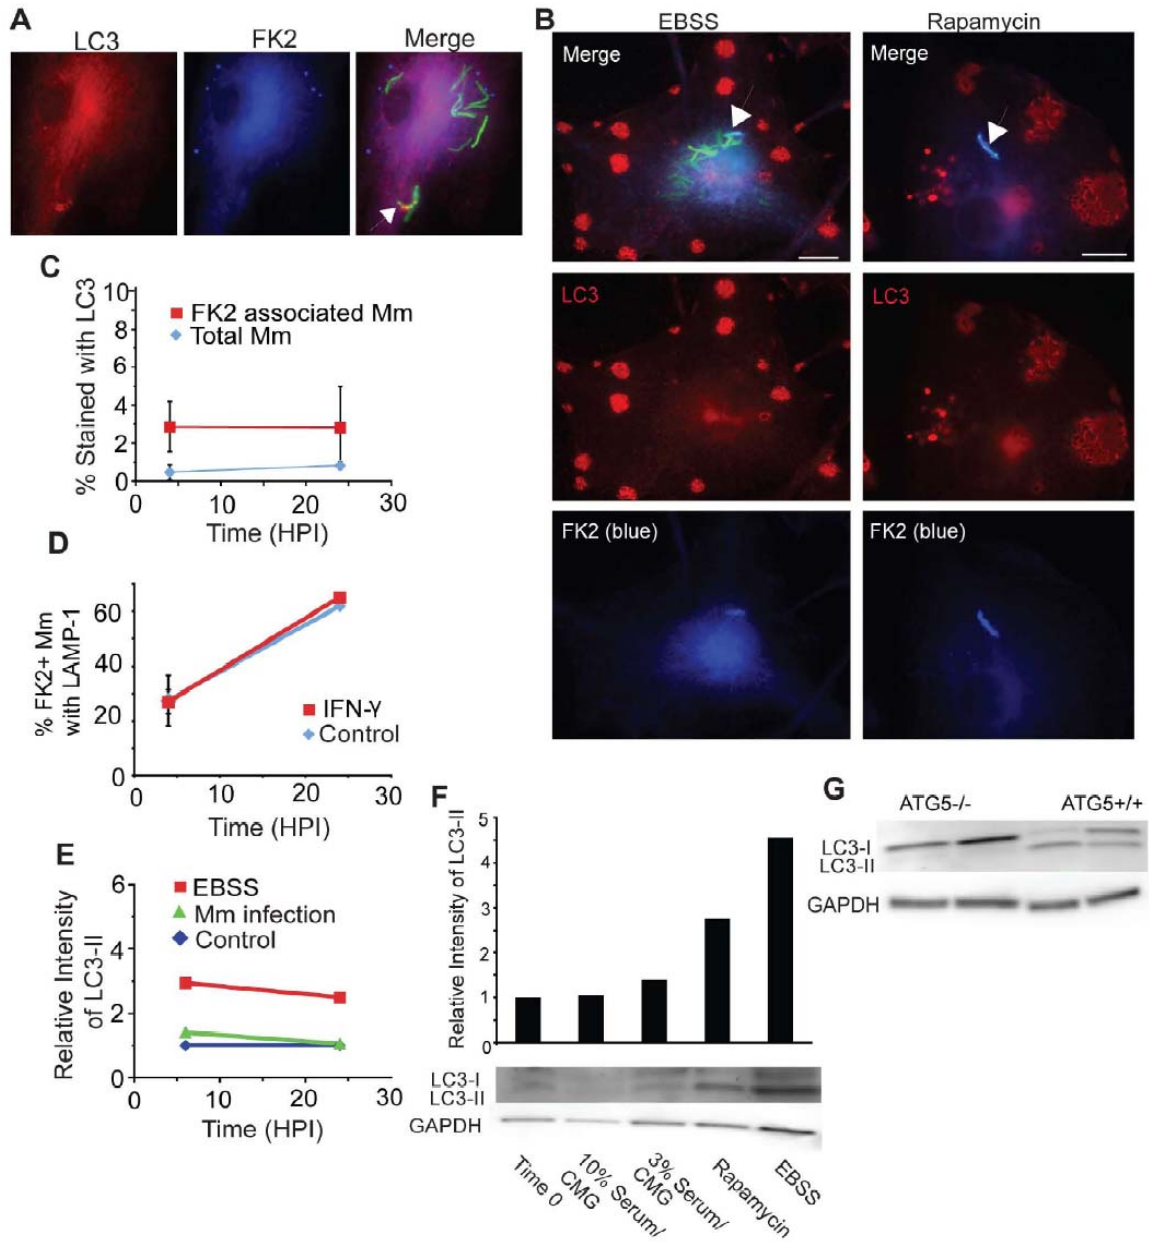 A
LC3
FK2
Merge
B
EBSS
Rapamycin
Merge
Merge
LC3
LC3
FK2 (blue)
FK2 (blue)
C
% Stained with LC3
10
8
6
4
2
0
FK2 associated Mm
Total Mm
0
10
20
30
Time (HPI)
D
% FK2+ Mm
with LAMP-1
60
40
20
0
IFN-γ
Control
0
10
20
30
Time (HPI)
E
Relative Intensity
of LC3-II
6
4
2
0
EBSS
Mm infection
Control
0
10
20
30
Time (HPI)
F
Relative Intensity of LC3-II
5
4
3
2
1
0
LC3-I
LC3-II
GAPDH
Time 0
10% Serum/
CMG
3% Serum/
CMG
Rapamycin
EBSS
G
ATG5-/-
ATG5+/+
LC3-I
LC3-II
GAPDH